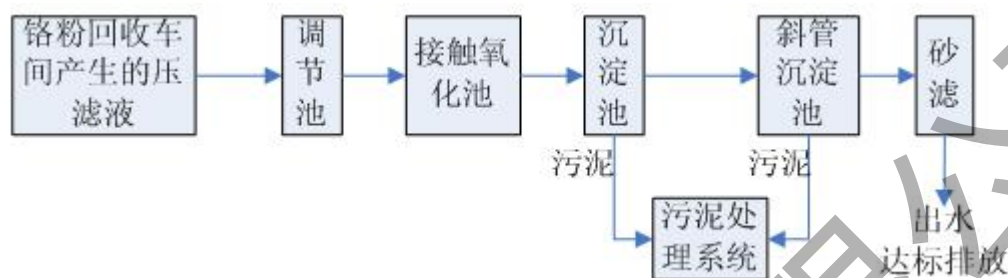 铬粉回收车
间产生的压
滤液
调
节
池
接触氧
化池
沉
淀
池
斜管
沉淀
池
砂
滤
污泥
污泥
污泥处
理系统
出水
达标排放